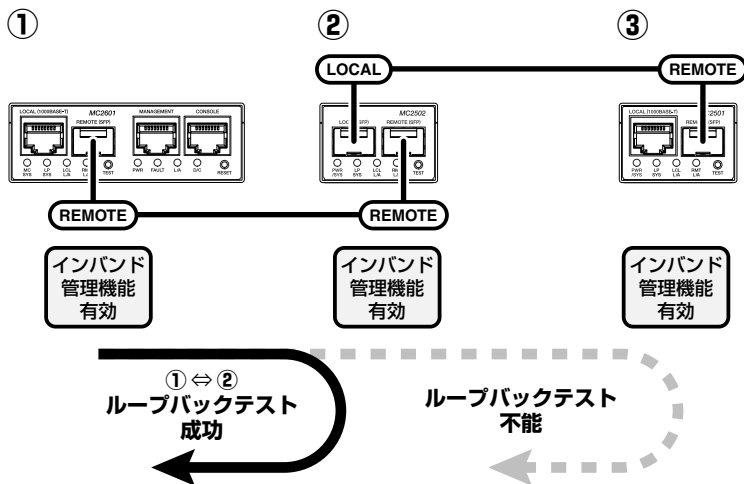 ①
②
③
LOCAL
REMOTE
LOCAL (1000BASE-T)
MC2601
REMOTE (SFP)
MANAGEMENT
CONSOLE
MC SYS
LP SYS
LCL L/A
TEST
PWR
FAULT
L/A
D/C
RESET
MC2502
REMOTE (SFP)
PWR /SYS
LP SYS
LCL L/A
TEST
LOCAL (1000BASE-T)
PWR /SYS
LP SYS
LCL L/A
RMT L/A
TEST
REMOTE
REMOTE
インバンド
管理機能
有効
インバンド
管理機能
有効
インバンド
管理機能
有効
①⇔②
ループバックテスト
成功
ループバックテスト
不能